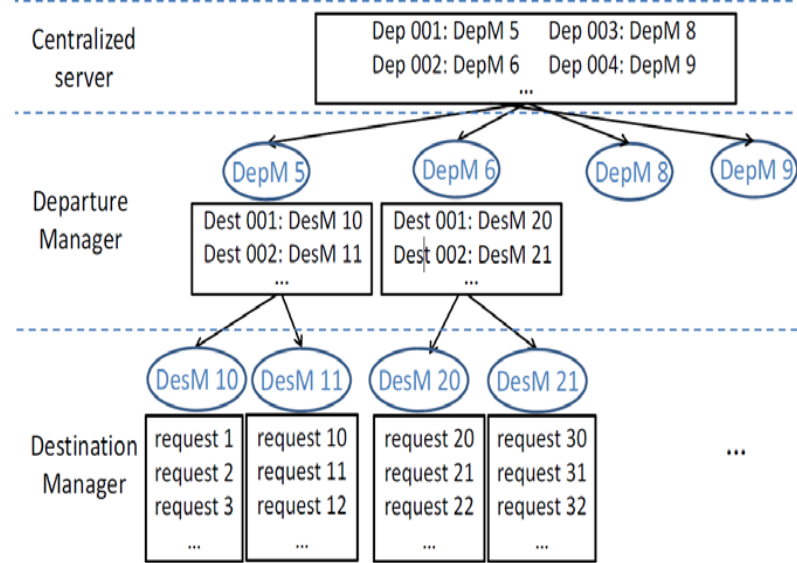 Centralized
server
Dep 001: DepM 5 Dep 003: DepM 8
Dep 002: DepM 6 Dep 004: DepM 9
...
Departure
Manager
DepM 5
DepM 6
DepM 8
DepM 9
Dest 001: DesM 10
Dest 002: DesM 11
...
Dest 001: DesM 20
Dest 002: DesM 21
...
Destination
Manager
DesM 10
DesM 11
DesM 20
DesM 21
request 1
request 2
request 3
...
request 10
request 11
request 12
...
request 20
request 21
request 22
...
request 30
request 31
request 32
...
...